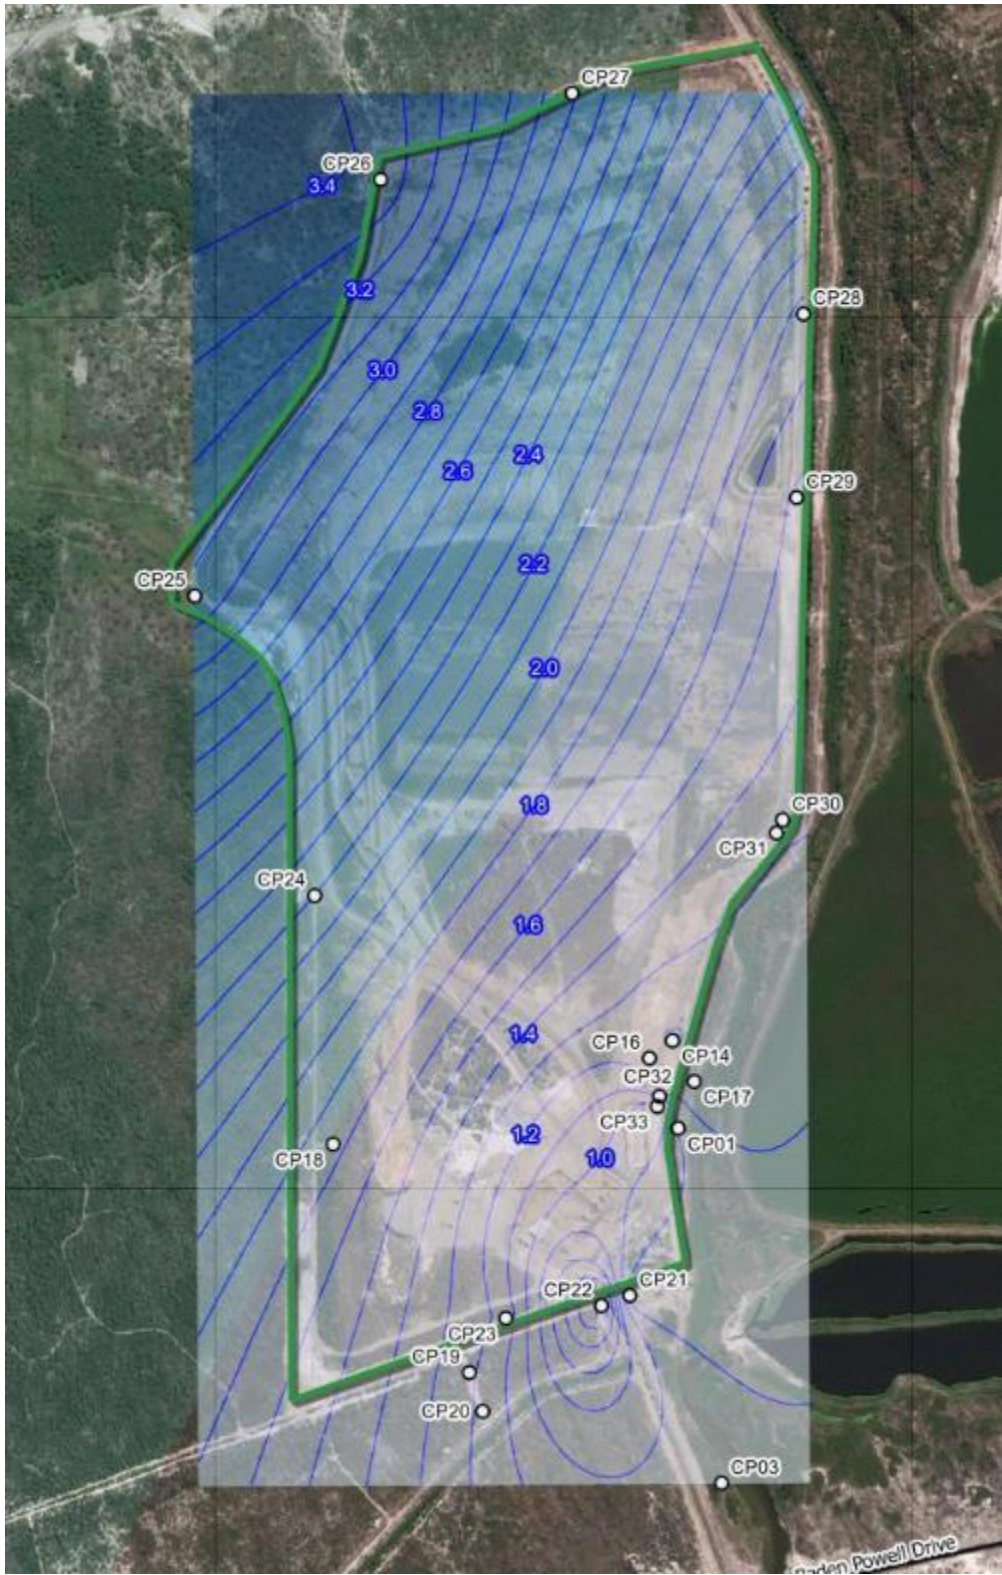 CP27
CP26
3.4
3.2
CP28
3.0
2.8
2.4
2.6
CP29
2.2
CP25
2.0
1.8
CP30
CP31
CP24
1.6
1.4
CP16
CP14
CP32
CP17
CP33
1.2
CP01
1.0
CP18
CP21
CP22
CP23
CP19
CP20
CP03
Baden Powell Drive